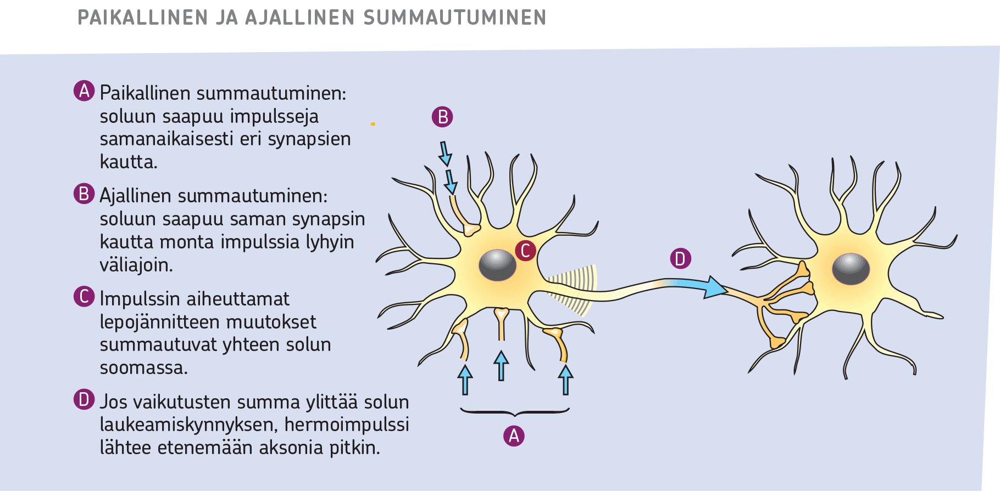 PAIKALLINEN JA AJALLINEN SUMMAUTUMINEN
A Paikallinen summautuminen:
soluun saapuu impulsseja
samanaikaisesti eri synapsien
kautta.
B Ajallinen summautuminen:
soluun saapuu saman synapsin
kautta monta impulssia lyhyin
väliajoin.
C Impulssin aiheuttamat
lepojännitteen muutokset
summautuvat yhteen solun
soomassa.
D Jos vaikutusten summa ylittää solun
laukeamiskynnyksen, hermoimpulssi
lähtee etenemään aksonia pitkin.
B
C
D
A